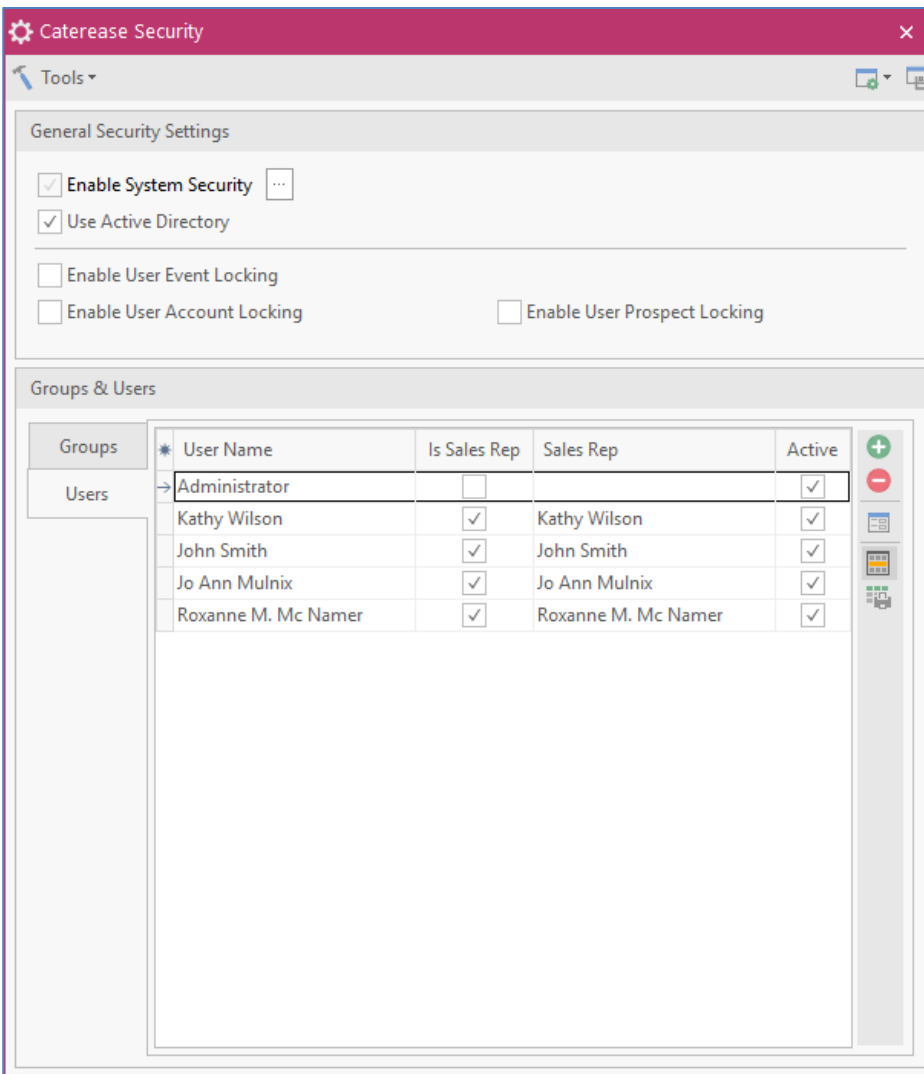 Caterease Security
Tools
General Security Settings
Enable System Security ...
Use Active Directory
Enable User Event Locking
Enable User Account Locking Enable User Prospect Locking
Groups & Users
Groups
Users
User Name Is Sales Rep Sales Rep Active
Administrator
Kathy Wilson Kathy Wilson
John Smith John Smith
Jo Ann Mulnix Jo Ann Mulnix
Roxanne M. Mc Namer Roxanne M. Mc Namer